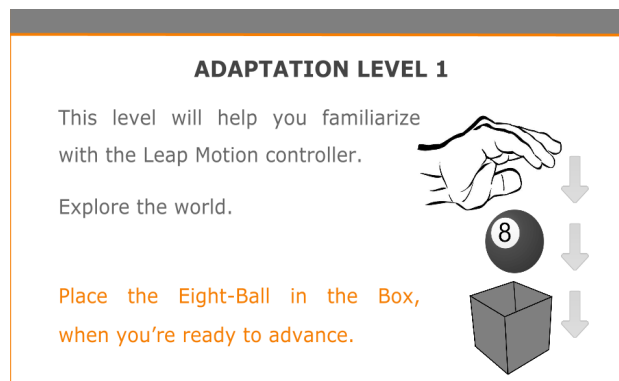 ADAPTATION LEVEL 1
This level will help you familiarize
with the Leap Motion controller.
Explore the world.
8
Place the Eight-Ball in the Box,
when you're ready to advance.